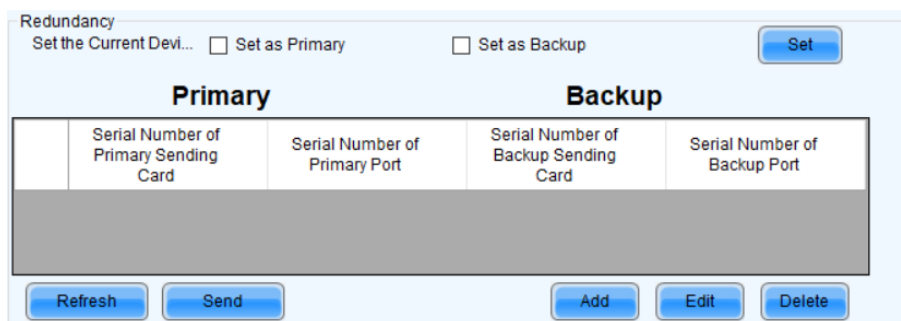 Redundancy
Set the Current Devi... Set as Primary Set as Backup Set
Primary Backup
Serial Number of
Primary Sending
Card
Serial Number of
Primary Port
Serial Number of
Backup Sending
Card
Serial Number of
Backup Port
Refresh Send Add Edit Delete